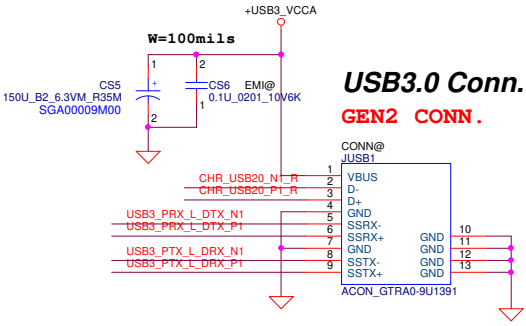 +USB3_VCCA
W=100mils
1
2
CS5
+
CS6
EMI@
150U_B2_6.3VM_R35M
0.1U_0201_10V6K
SGA00009M00
2
1
USB3.0 Conn.
GEN2 CONN.
CONN@
JUSB1
1
VBUS
CHR_USB20_N1_R
2
D-
CHR_USB20_P1_R
3
D+
4
GND
USB3_PRX_L_DTX_N1
5
SSRX-
USB3_PRX_L_DTX_P1
6
SSRX+
GND
10
7
GND
GND
11
USB3_PTX_L_DRX_N1
8
SSTX-
GND
12
USB3_PTX_L_DRX_P1
9
SSTX+
GND
13
ACON_GTRA0-9U1391